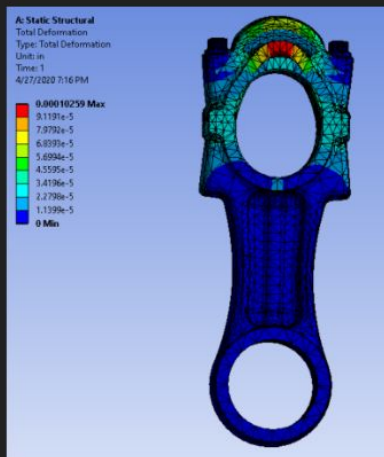 A: Static Structural
Total Deformation
Type: Total Deformation
Unit: in
Time: 1
4/27/2020 7:16 PM
0.00010259 Max
9.1191e-5
7.9792e-5
6.8393e-5
5.6994e-5
4.5595e-5
3.4196e-5
2.2798e-5
1.1399e-5
0 Min